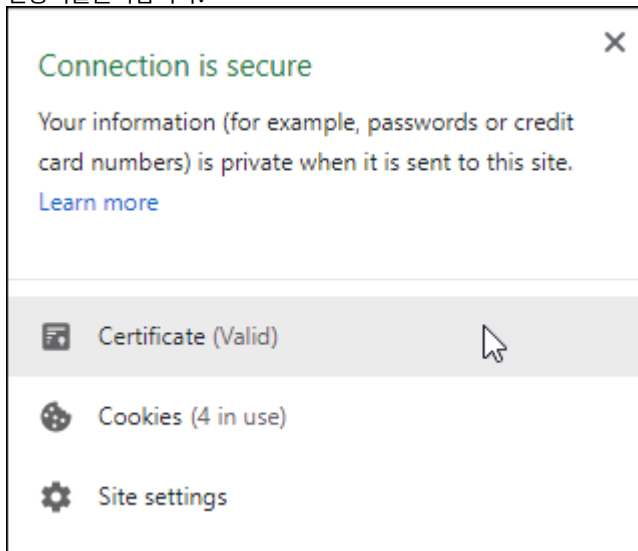 Connection is secure
Your information (for example, passwords or credit
card numbers) is private when it is sent to this site.
Learn more
Certificate (Valid)
Cookies (4 in use)
Site settings